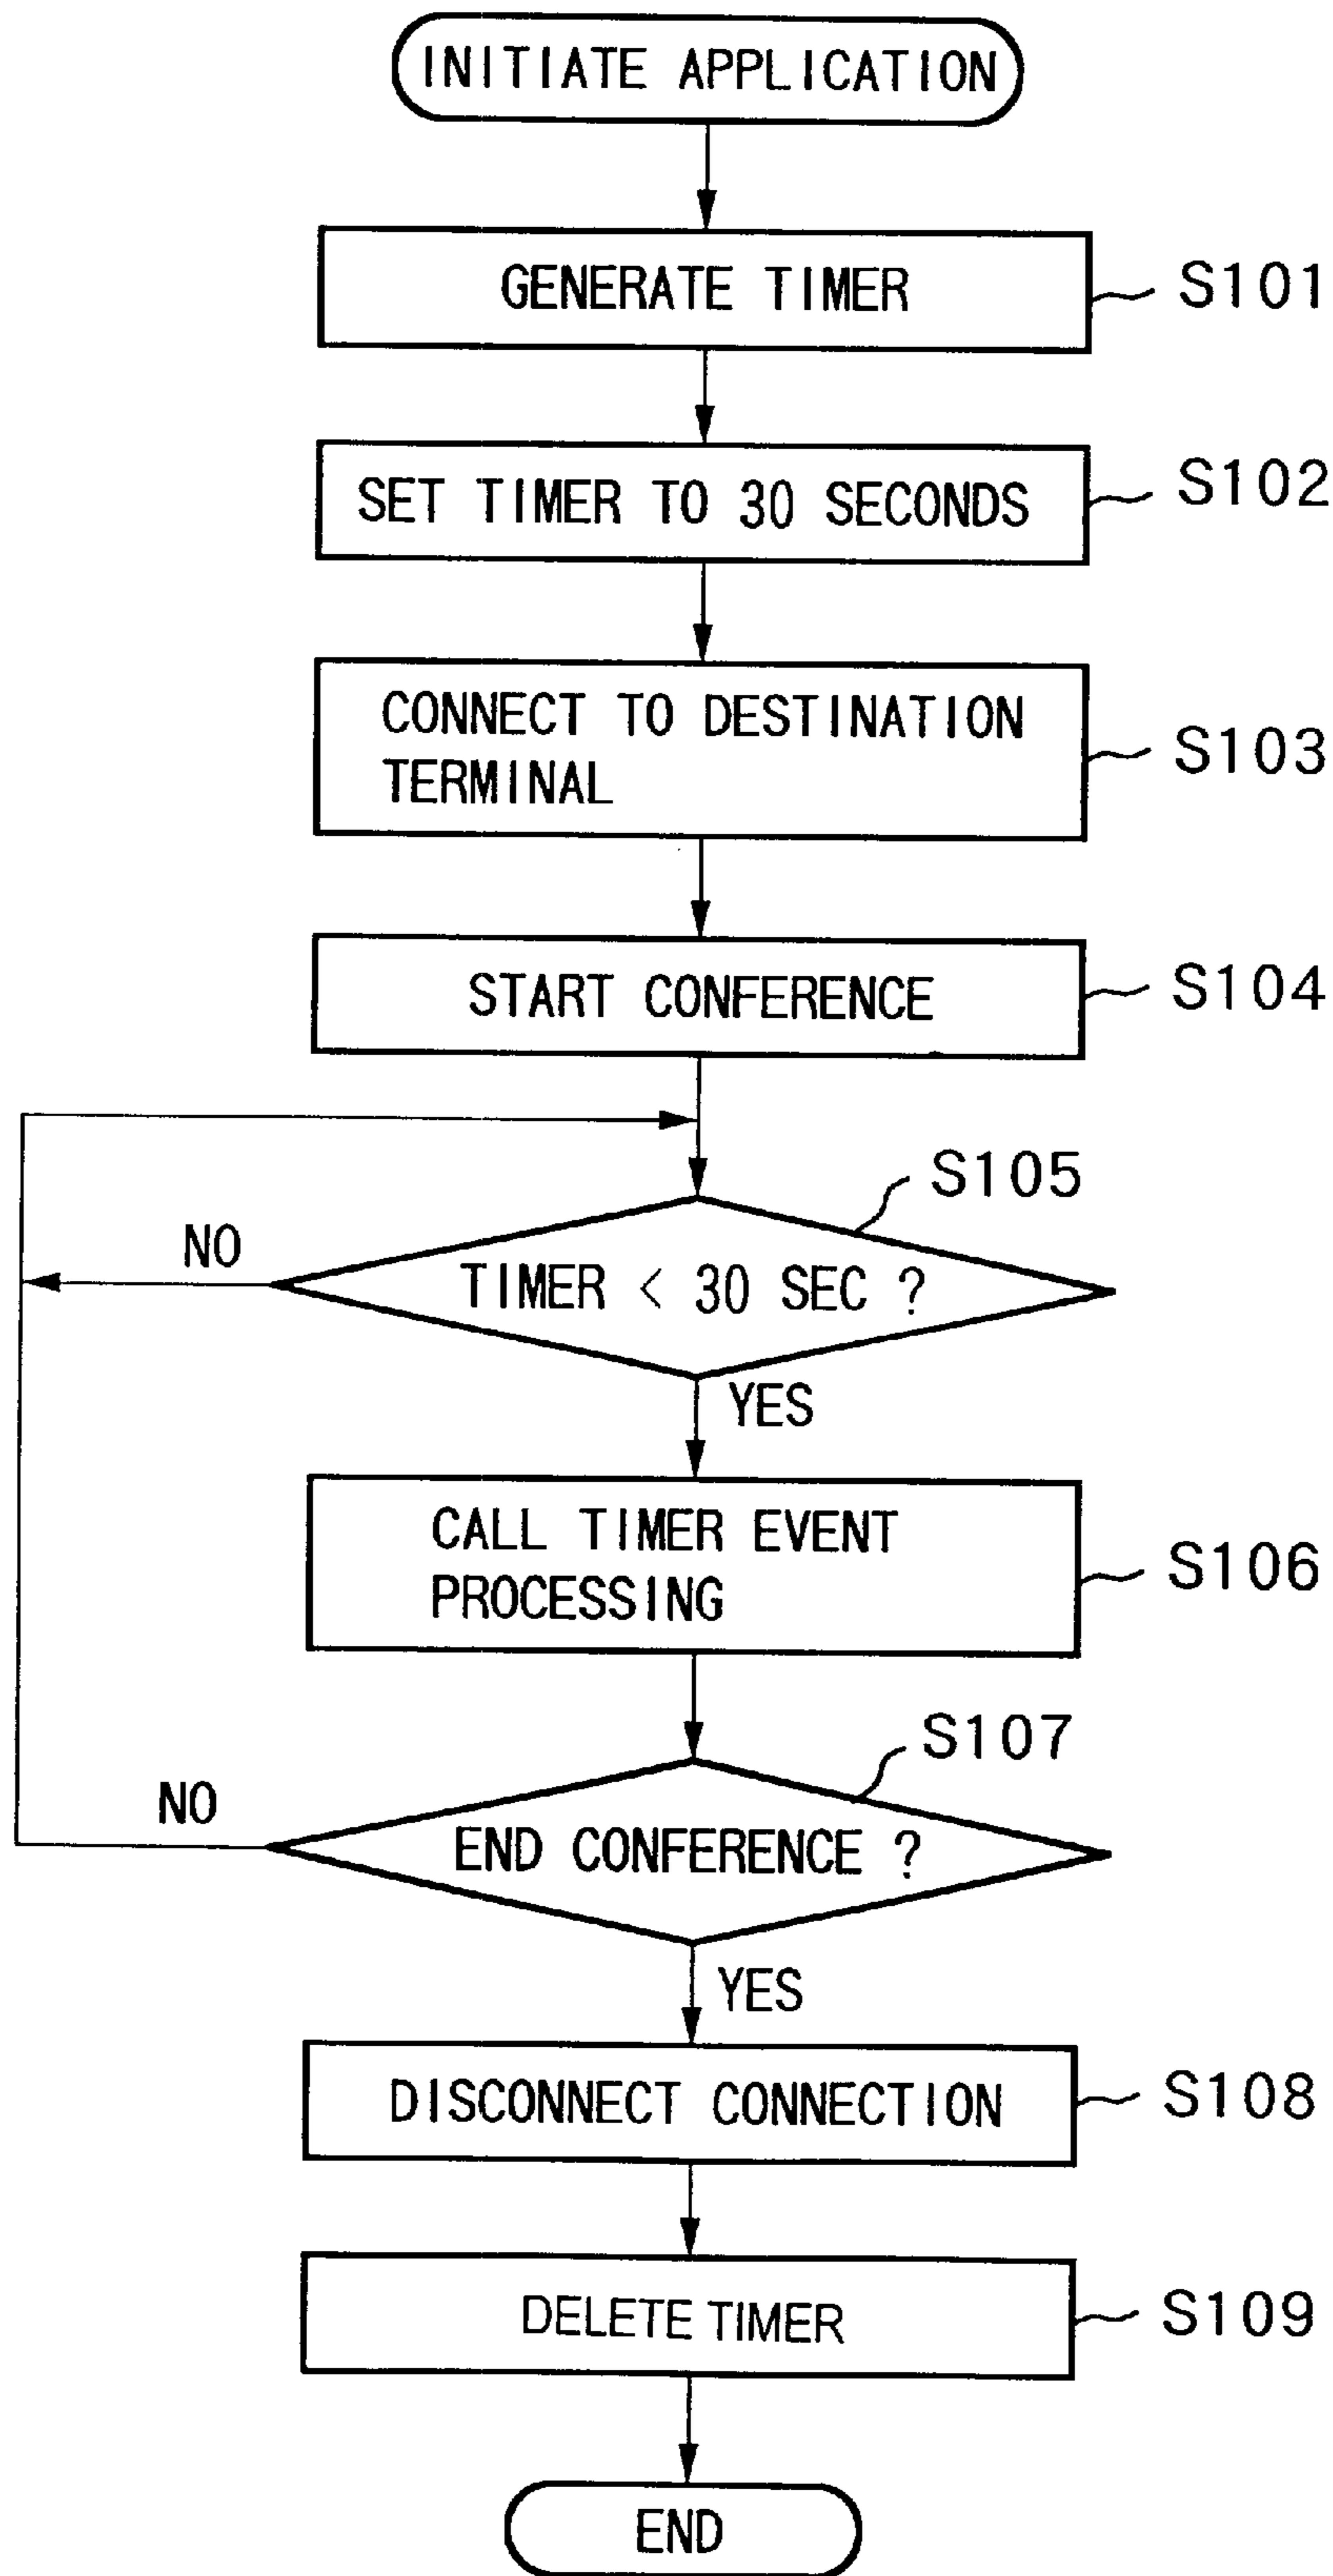 INITIATE APPLICATION
GENERATE TIMER
S101
SET TIMER TO 30 SECONDS
S102
CONNECT TO DESTINATION
TERMINAL
S103
START CONFERENCE
S104
S105
NO
TIMER < 30 SEC ?
YES
CALL TIMER EVENT
PROCESSING
S106
S107
NO
END CONFERENCE ?
YES
DISCONNECT CONNECTION
S108
DELETE TIMER
S109
END